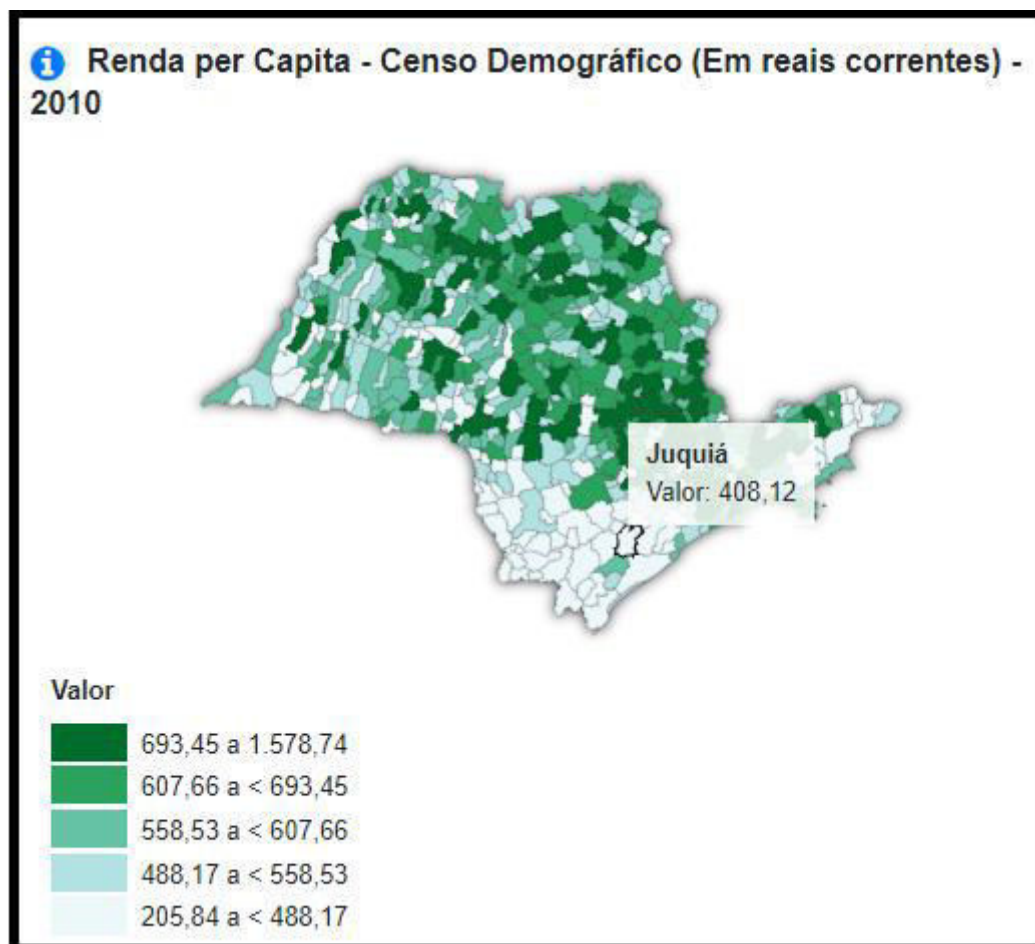 Renda per Capita - Censo Demográfico (Em reais correntes) -
2010
Juquiá
Valor: 408,12
Valor
693,45 a 1.578,74
607,66 a < 693,45
558,53 a < 607,66
488,17 a < 558,53
205,84 a < 488,17